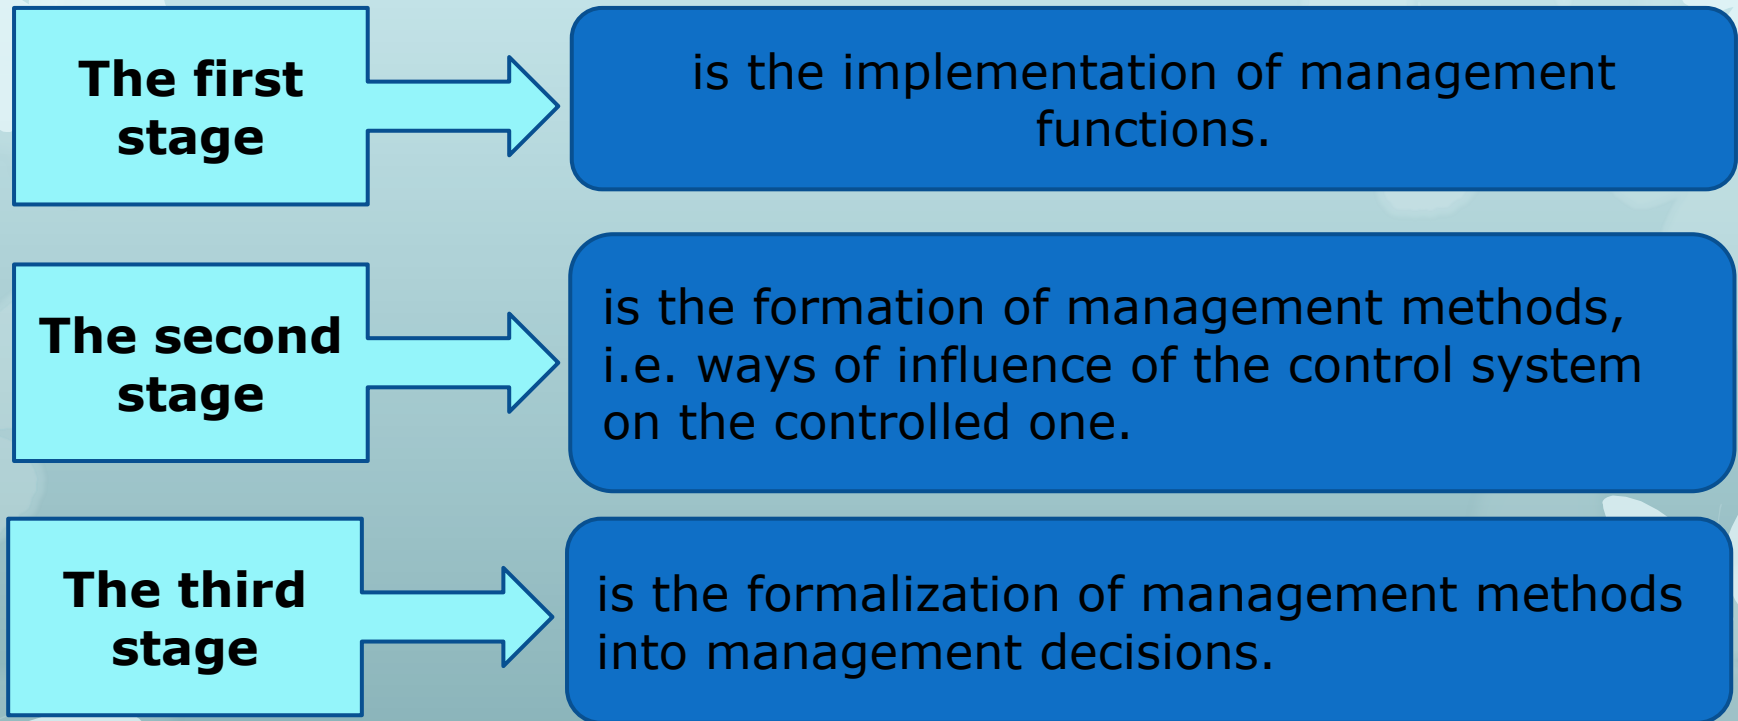 The first
stage
is the implementation of management
functions.
The second
stage
is the formation of management methods,
i.e. ways of influence of the control system
on the controlled one.
The third
stage
is the formalization of management methods
into management decisions.